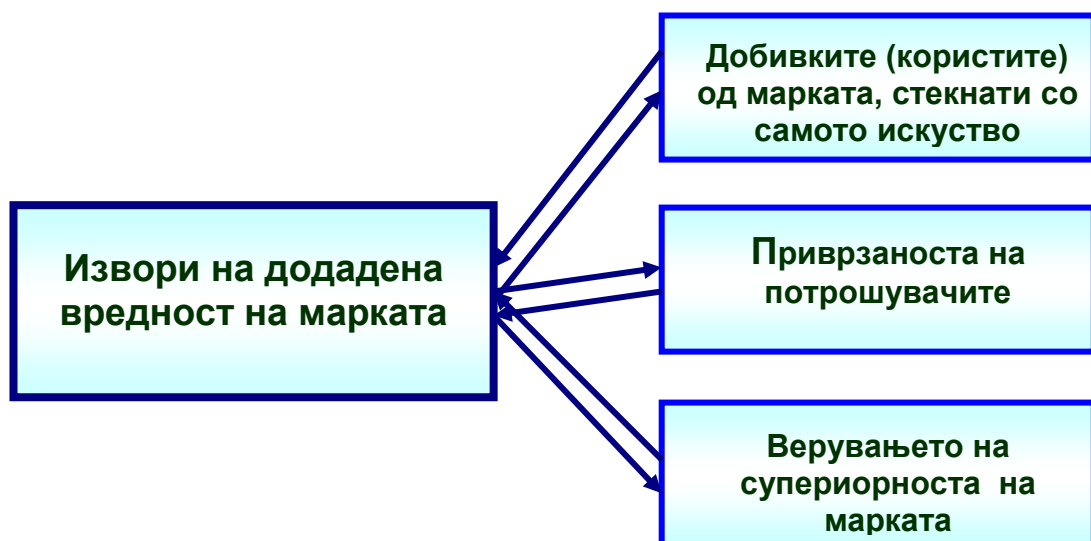 Добивките (користите)
од марката, стекнати со
самото искуство
Извори на додадена
вредност на марката
Приврзаноста на
потрошувачите
Верувањето на
супериорноста на
марката